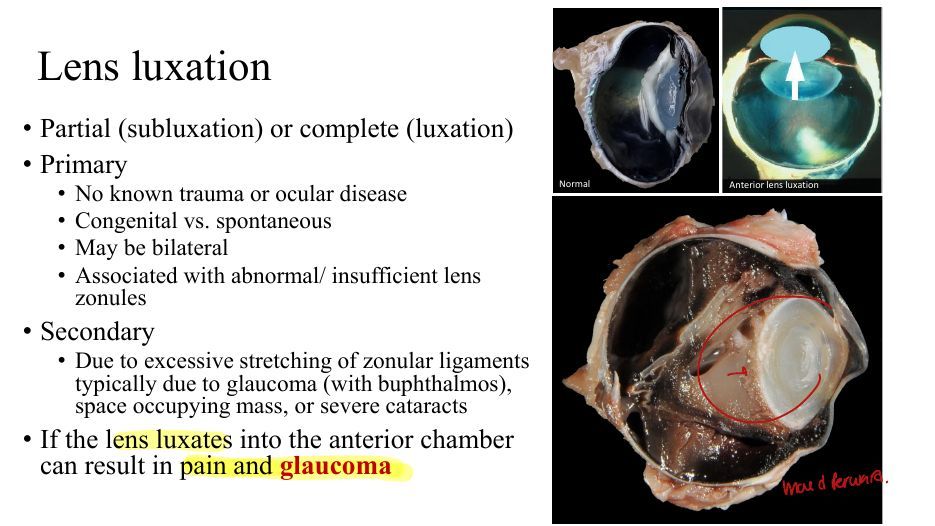 Lens luxation
• Partial (subluxation) or complete (luxation)
• Primary
• No known trauma or ocular disease
• Congenital vs. spontaneous
• May be bilateral
• Associated with abnormal/ insufficient lens
zonules
• Secondary
• Due to excessive stretching of zonular ligaments
typically due to glaucoma (with buphthalmos),
space occupying mass, or severe cataracts
• If the lens luxates into the anterior chamber
can result in pain and glaucoma
Normal
Anterior lens luxation